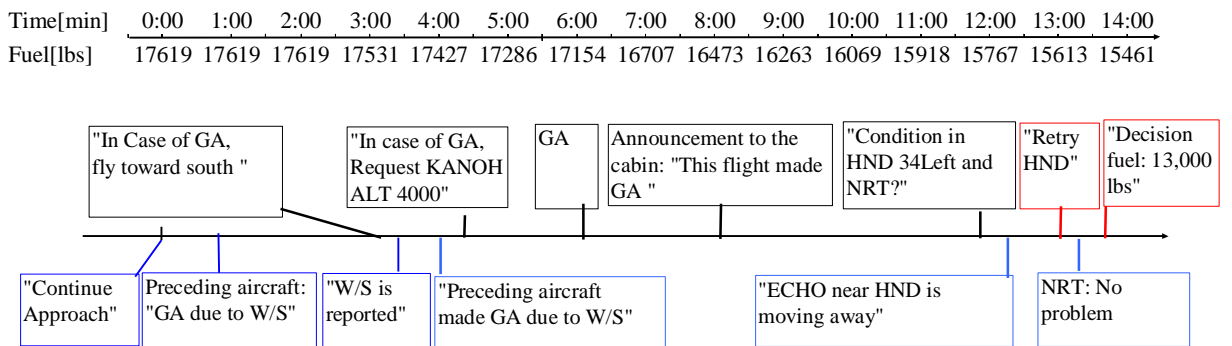 Time[min] 0:00 1:00 2:00 3:00 4:00 5:00 6:00 7:00 8:00 9:00 10:00 11:00 12:00 13:00 14:00
Fuel[lbs] 17619 17619 17619 17531 17427 17286 17154 16707 16473 16263 16069 15918 15767 15613 15461
"In Case of GA,
fly toward south "
"In case of GA,
Request KANOH
ALT 4000"
GA
Announcement to the
cabin: "This flight made
GA "
"Condition in
HND 34Left and
NRT?"
"Retry
HND"
"Decision
fuel: 13,000
lbs"
"Continue
Approach"
Preceding aircraft:
"GA due to W/S"
"W/S is
reported"
"Preceding aircraft
made GA due to W/S"
"ECHO near HND is
moving away"
NRT: No
problem